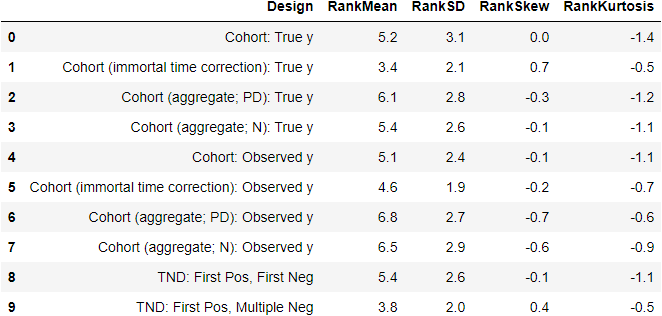 Design RankMean RankSD RankSkew RankKurtosis
0 Cohort: True y 5.2 3.1 0.0 -1.4
1 Cohort (immortal time correction): True y 3.4 2.1 0.7 -0.5
2 Cohort (aggregate; PD): True y 6.1 2.8 -0.3 -1.2
3 Cohort (aggregate; N): True y 5.4 2.6 -0.1 -1.1
4 Cohort: Observed y 5.1 2.4 -0.1 -1.1
5 Cohort (immortal time correction): Observed y 4.6 1.9 -0.2 -0.7
6 Cohort (aggregate; PD): Observed y 6.8 2.7 -0.7 -0.6
7 Cohort (aggregate; N): Observed y 6.5 2.9 -0.6 -0.9
8 TND: First Pos, First Neg 5.4 2.6 -0.1 -1.1
9 TND: First Pos, Multiple Neg 3.8 2.0 0.4 -0.5